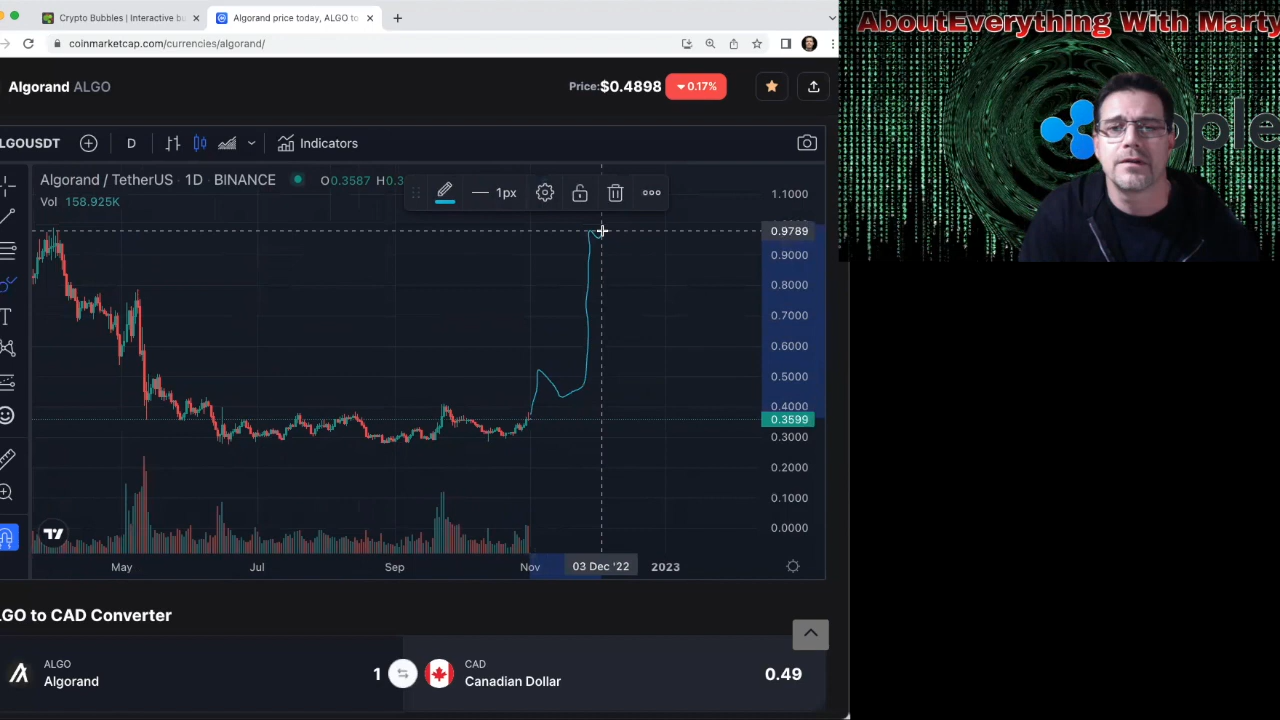 Crypto Bubbles | Interactive bu
Algorand price today, ALGO to
AboutEverything With Marty
coinmarketcap.com/currencies/algorand/
Algorand ALGO
Price:$0.4898
0.17%
LGOUSDT
D
Indicators
Algorand / TetherUS · 1D · BINANCE
O0.3587 H0.3
1px
Vol 158.925K
1.1000
0.9789
0.9000
0.8000
0.7000
0.6000
0.5000
0.4000
0.3599
0.3000
0.2000
0.1000
0.0000
May
Jul
Sep
Nov
03 Dec '22
2023
LGO to CAD Converter
ALGO
Algorand
1
CAD
Canadian Dollar
0.49